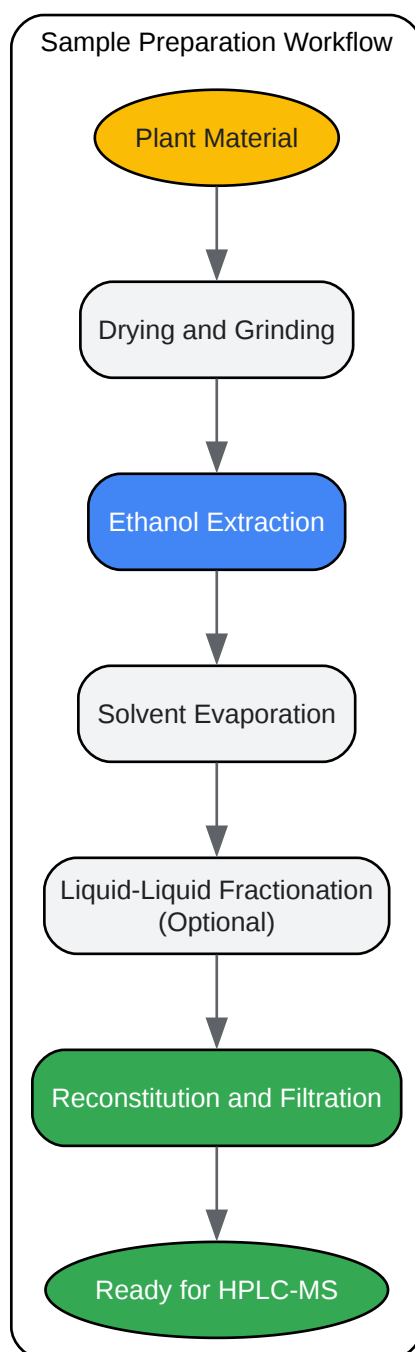 Sample Preparation Workflow
Plant Material
Drying and Grinding
Ethanol Extraction
Solvent Evaporation
Liquid-Liquid Fractionation
(Optional)
Reconstitution and Filtration
Ready for HPLC-MS